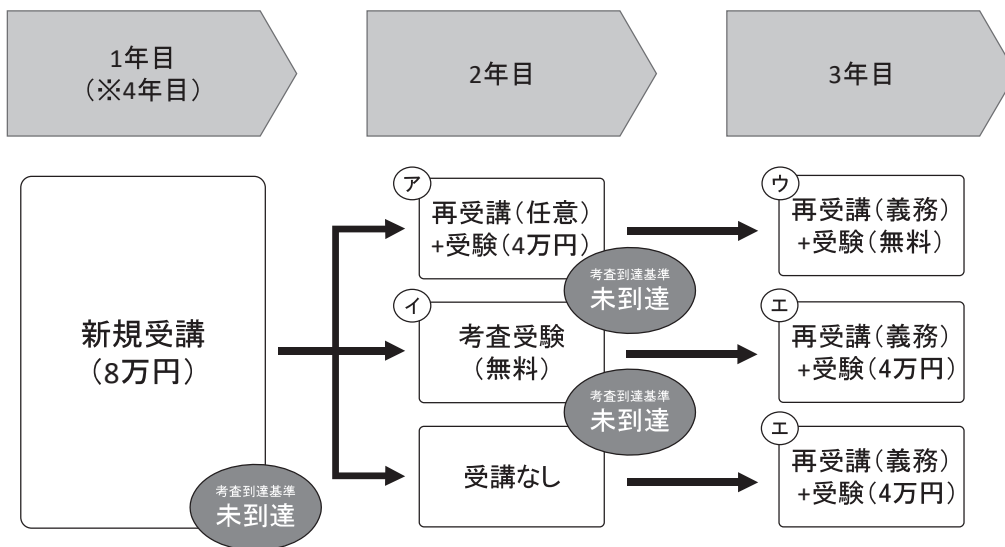 1年目
（※4年目）
2年目
3年目
新規受講
（8万円）
考査到達基準
未到達
ア
再受講（任意）
+受験（4万円）
考査到達基準
未到達
イ
考査受験
（無料）
考査到達基準
未到達
受講なし
ウ
再受講（義務）
+受験（無料）
エ
再受講（義務）
+受験（4万円）
エ
再受講（義務）
+受験（4万円）